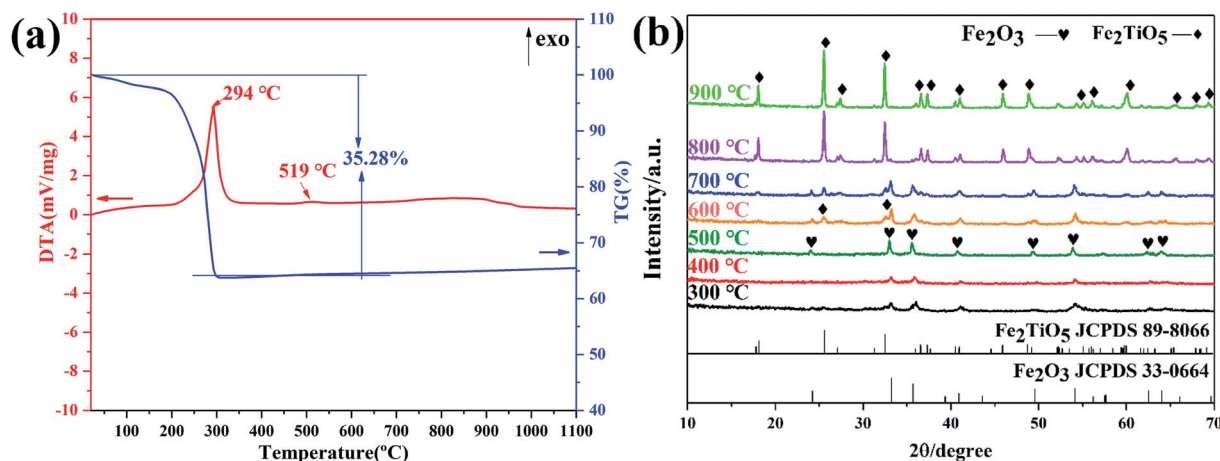 (a)
exo
294 °C
519 °C
35.28%
DTA(mV/mg)
10
8
6
4
2
0
-2
-4
-6
-8
-10
TG(%)
110
100
90
80
70
60
50
40
100 200 300 400 500 600 700 800 900 1000 1100
Temperature(°C)
(b)
Fe₂O₃ —♥ Fe₂TiO₅ —♦
900 °C
800 °C
700 °C
600 °C
500 °C
400 °C
300 °C
Fe₂TiO₅ JCPDS 89-8066
Fe₂O₃ JCPDS 33-0664
Intensity/a.u.
10 20 30 40 50 60 70
2θ/degree